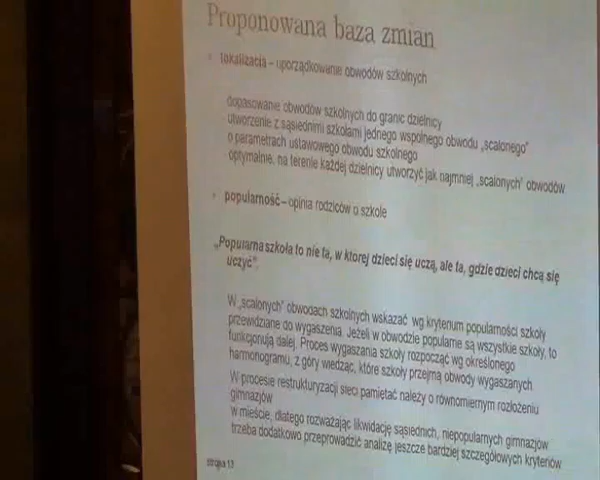 Proponowana baza zmian
lokalizacja – uporządkowanie obwodów szkolnych
dopasowanie obwodów szkolnych do granic dzielnicy
utworzenie z sąsiednimi szkołami jednego wspólnego obwodu „scalonego”
o parametrach ustawowego obwodu szkolnego
optymalnie, na terenie każdej dzielnicy utworzyć jak najmniej „scalonych” obwodów
popularność – opinia rodziców o szkole
„Popularna szkoła to nie ta, w ktorej dzieci się uczą, ale ta, gdzie dzieci chcą się
uczyć”.
W „scalonych” obwodach szkolnych wskazać wg kryterium popularności szkoły
przewidziane do wygaszenia. Jeżeli w obwodzie popularne są wszystkie szkoły, to
funkcjonują dalej. Proces wygaszania szkoły rozpocząć wg określonego
harmonogramu, z góry wiedząc, które szkoły przejmą obwody wygaszanych
W procesie restrukturyzacji sieci pamiętać należy o równomiernym rozłożeniu
gimnazjów
w mieście, dlatego rozważając likwidację sąsiednich, niepopularnych gimnazjów
trzeba dodatkowo przeprowadzić analizę jeszcze bardziej szczegółowych kryteriów
strona 13